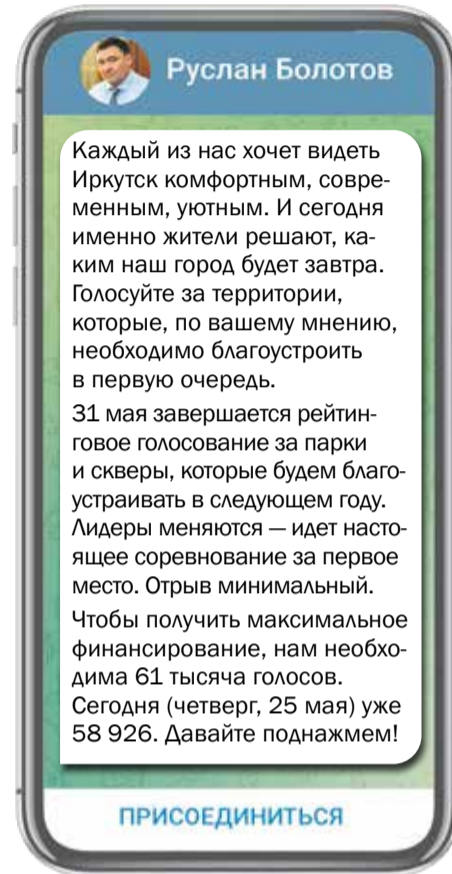 Руслан Болотов
Каждый из нас хочет видеть
Иркутск комфортным, совре-
менным, уютным. И сегодня
именно жители решают, ка-
ким наш город будет завтра.
Голосуйте за территории,
которые, по вашему мнению,
необходимо благоустроить
в первую очередь.
31 мая завершается рейтин-
говое голосование за парки
и скверы, которые будем благо-
устраивать в следующем году.
Лидеры меняются — идет насто-
ящее соревнование за первое
место. Отрыв минимальный.
Чтобы получить максимальное
финансирование, нам необхо-
дима 61 тысяча голосов.
Сегодня (четверг, 25 мая) уже
58 926. Давайте поднажмем!
ПРИСОЕДИНИТЬСЯ